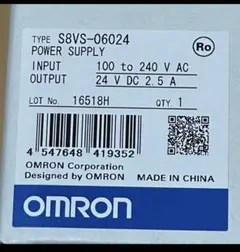 TYPE S8VS-06024
POWER SUPPLY
Ro
INPUT 100 to 240 V AC
OUTPUT 24 V DC 2.5 A
LOT No. 16518H QTY. 1
4 547648 419352
OMRON Corporation
Designed by OMRON MADE IN CHINA
OMRON